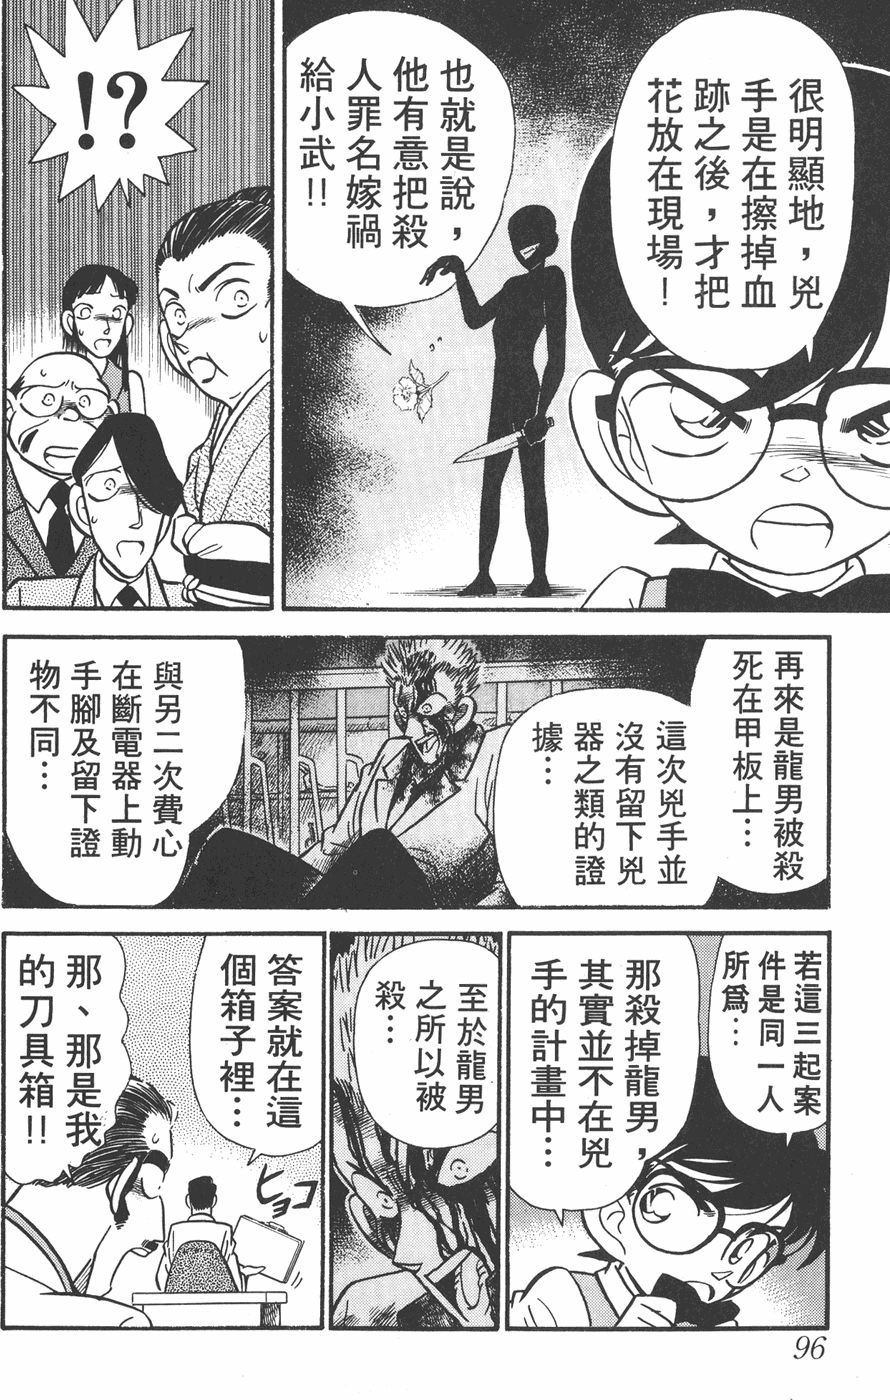 很明顯地，兇
手是在擦掉血
跡之後，才把
花放在現場！
也就是說，
他有意把殺
人罪名嫁禍
給小武!!
!?
再來是龍男被殺
死在甲板上…
這次兇手並
沒有留下兇
器之類的證
據…
與另二次費心
在斷電器上動
手腳及留下證
物不同…
若這三起案
件是同一人
所爲…
那殺掉龍男，
其實並不在兇
手的計畫中…
至於龍男
之所以被
殺…
答案就在這
個箱子裡…
ヒョコ
那、那是我
的刀具箱!!
96